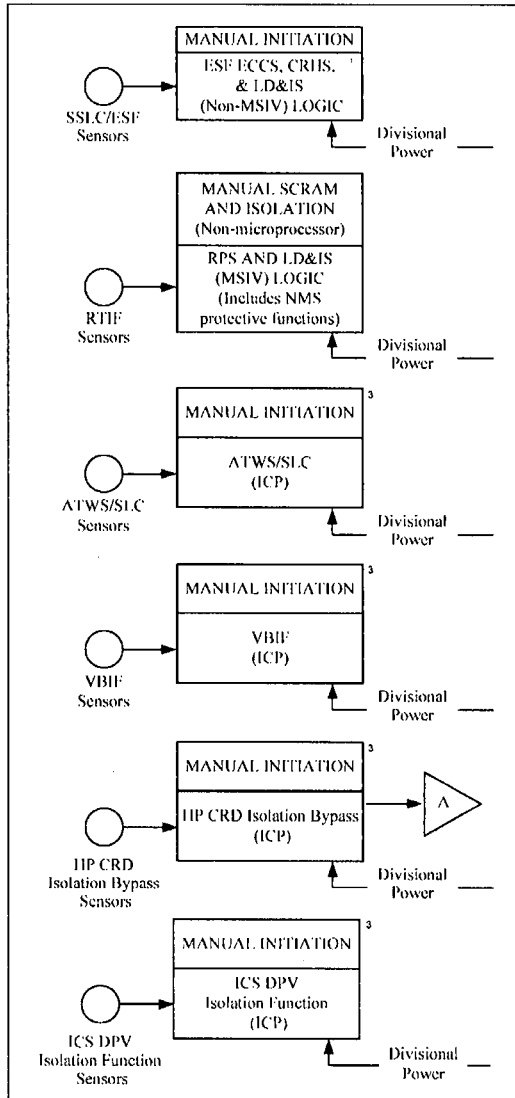 MANUAL INITIATION
ESF ECCS, CRHS,
& LD&IS
(Non-MSIV) LOGIC
SSLC/ESF
Sensors
Divisional
Power
MANUAL SCRAM
AND ISOLATION
(Non-microprocessor)
RPS AND LD&IS
(MSIV) LOGIC
(Includes NMS
protective functions)
RTIF
Sensors
Divisional
Power
3
MANUAL INITIATION
ATWS/SLC
(ICP)
ATWS/SLC
Sensors
Divisional
Power
3
MANUAL INITIATION
VBIF
(ICP)
VBIF
Sensors
Divisional
Power
3
MANUAL INITIATION
HP CRD Isolation Bypass
(ICP)
A
HP CRD
Isolation Bypass
Sensors
Divisional
Power
3
MANUAL INITIATION
ICS DPV
Isolation Function
(ICP)
ICS DPV
Isolation Function
Sensors
Divisional
Power